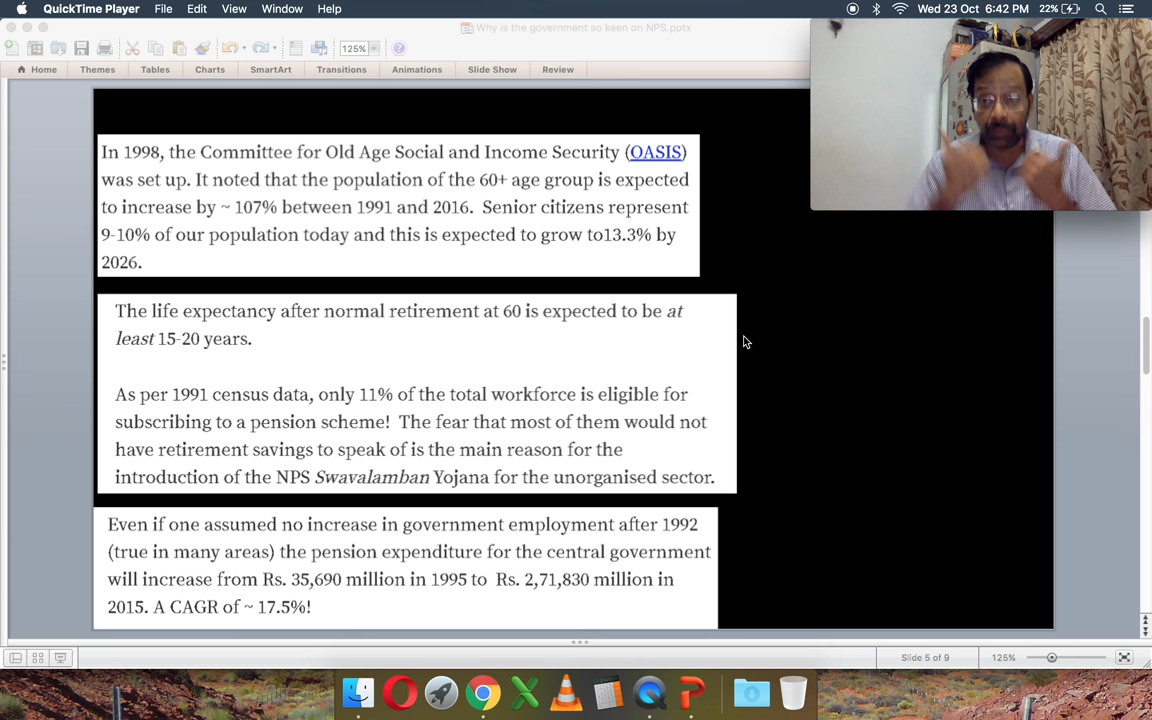 QuickTime Player File Edit View Window Help
Wed 23 Oct 6:42 PM 22%
Why is the government so keen on NPS.pptx
125%
Home Themes Tables Charts SmartArt Transitions Animations Slide Show Review
In 1998, the Committee for Old Age Social and Income Security (OASIS)
was set up. It noted that the population of the 60+ age group is expected
to increase by ~ 107% between 1991 and 2016. Senior citizens represent
9-10% of our population today and this is expected to grow to13.3% by
2026.
The life expectancy after normal retirement at 60 is expected to be at
least 15-20 years.
As per 1991 census data, only 11% of the total workforce is eligible for
subscribing to a pension scheme! The fear that most of them would not
have retirement savings to speak of is the main reason for the
introduction of the NPS Swavalamban Yojana for the unorganised sector.
Even if one assumed no increase in government employment after 1992
(true in many areas) the pension expenditure for the central government
will increase from Rs. 35,690 million in 1995 to Rs. 2,71,830 million in
2015. A CAGR of ~ 17.5%!
Slide 5 of 9 125%